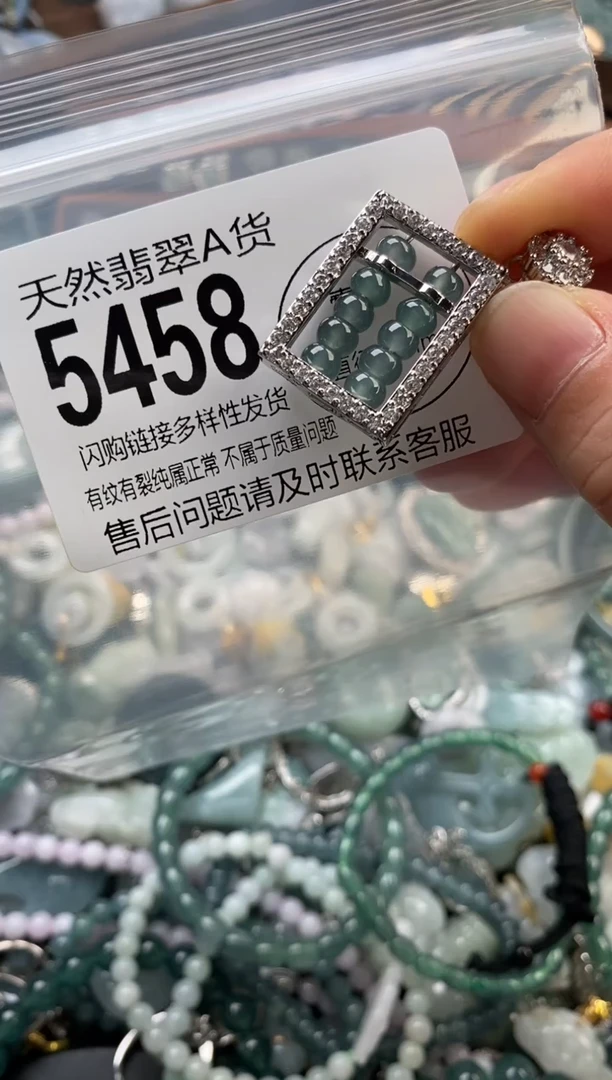 天然翡翠A货
5458
闪购链接多样性发货
有纹有裂纯属正常 不属于质量问题
售后问题请及时联系客服